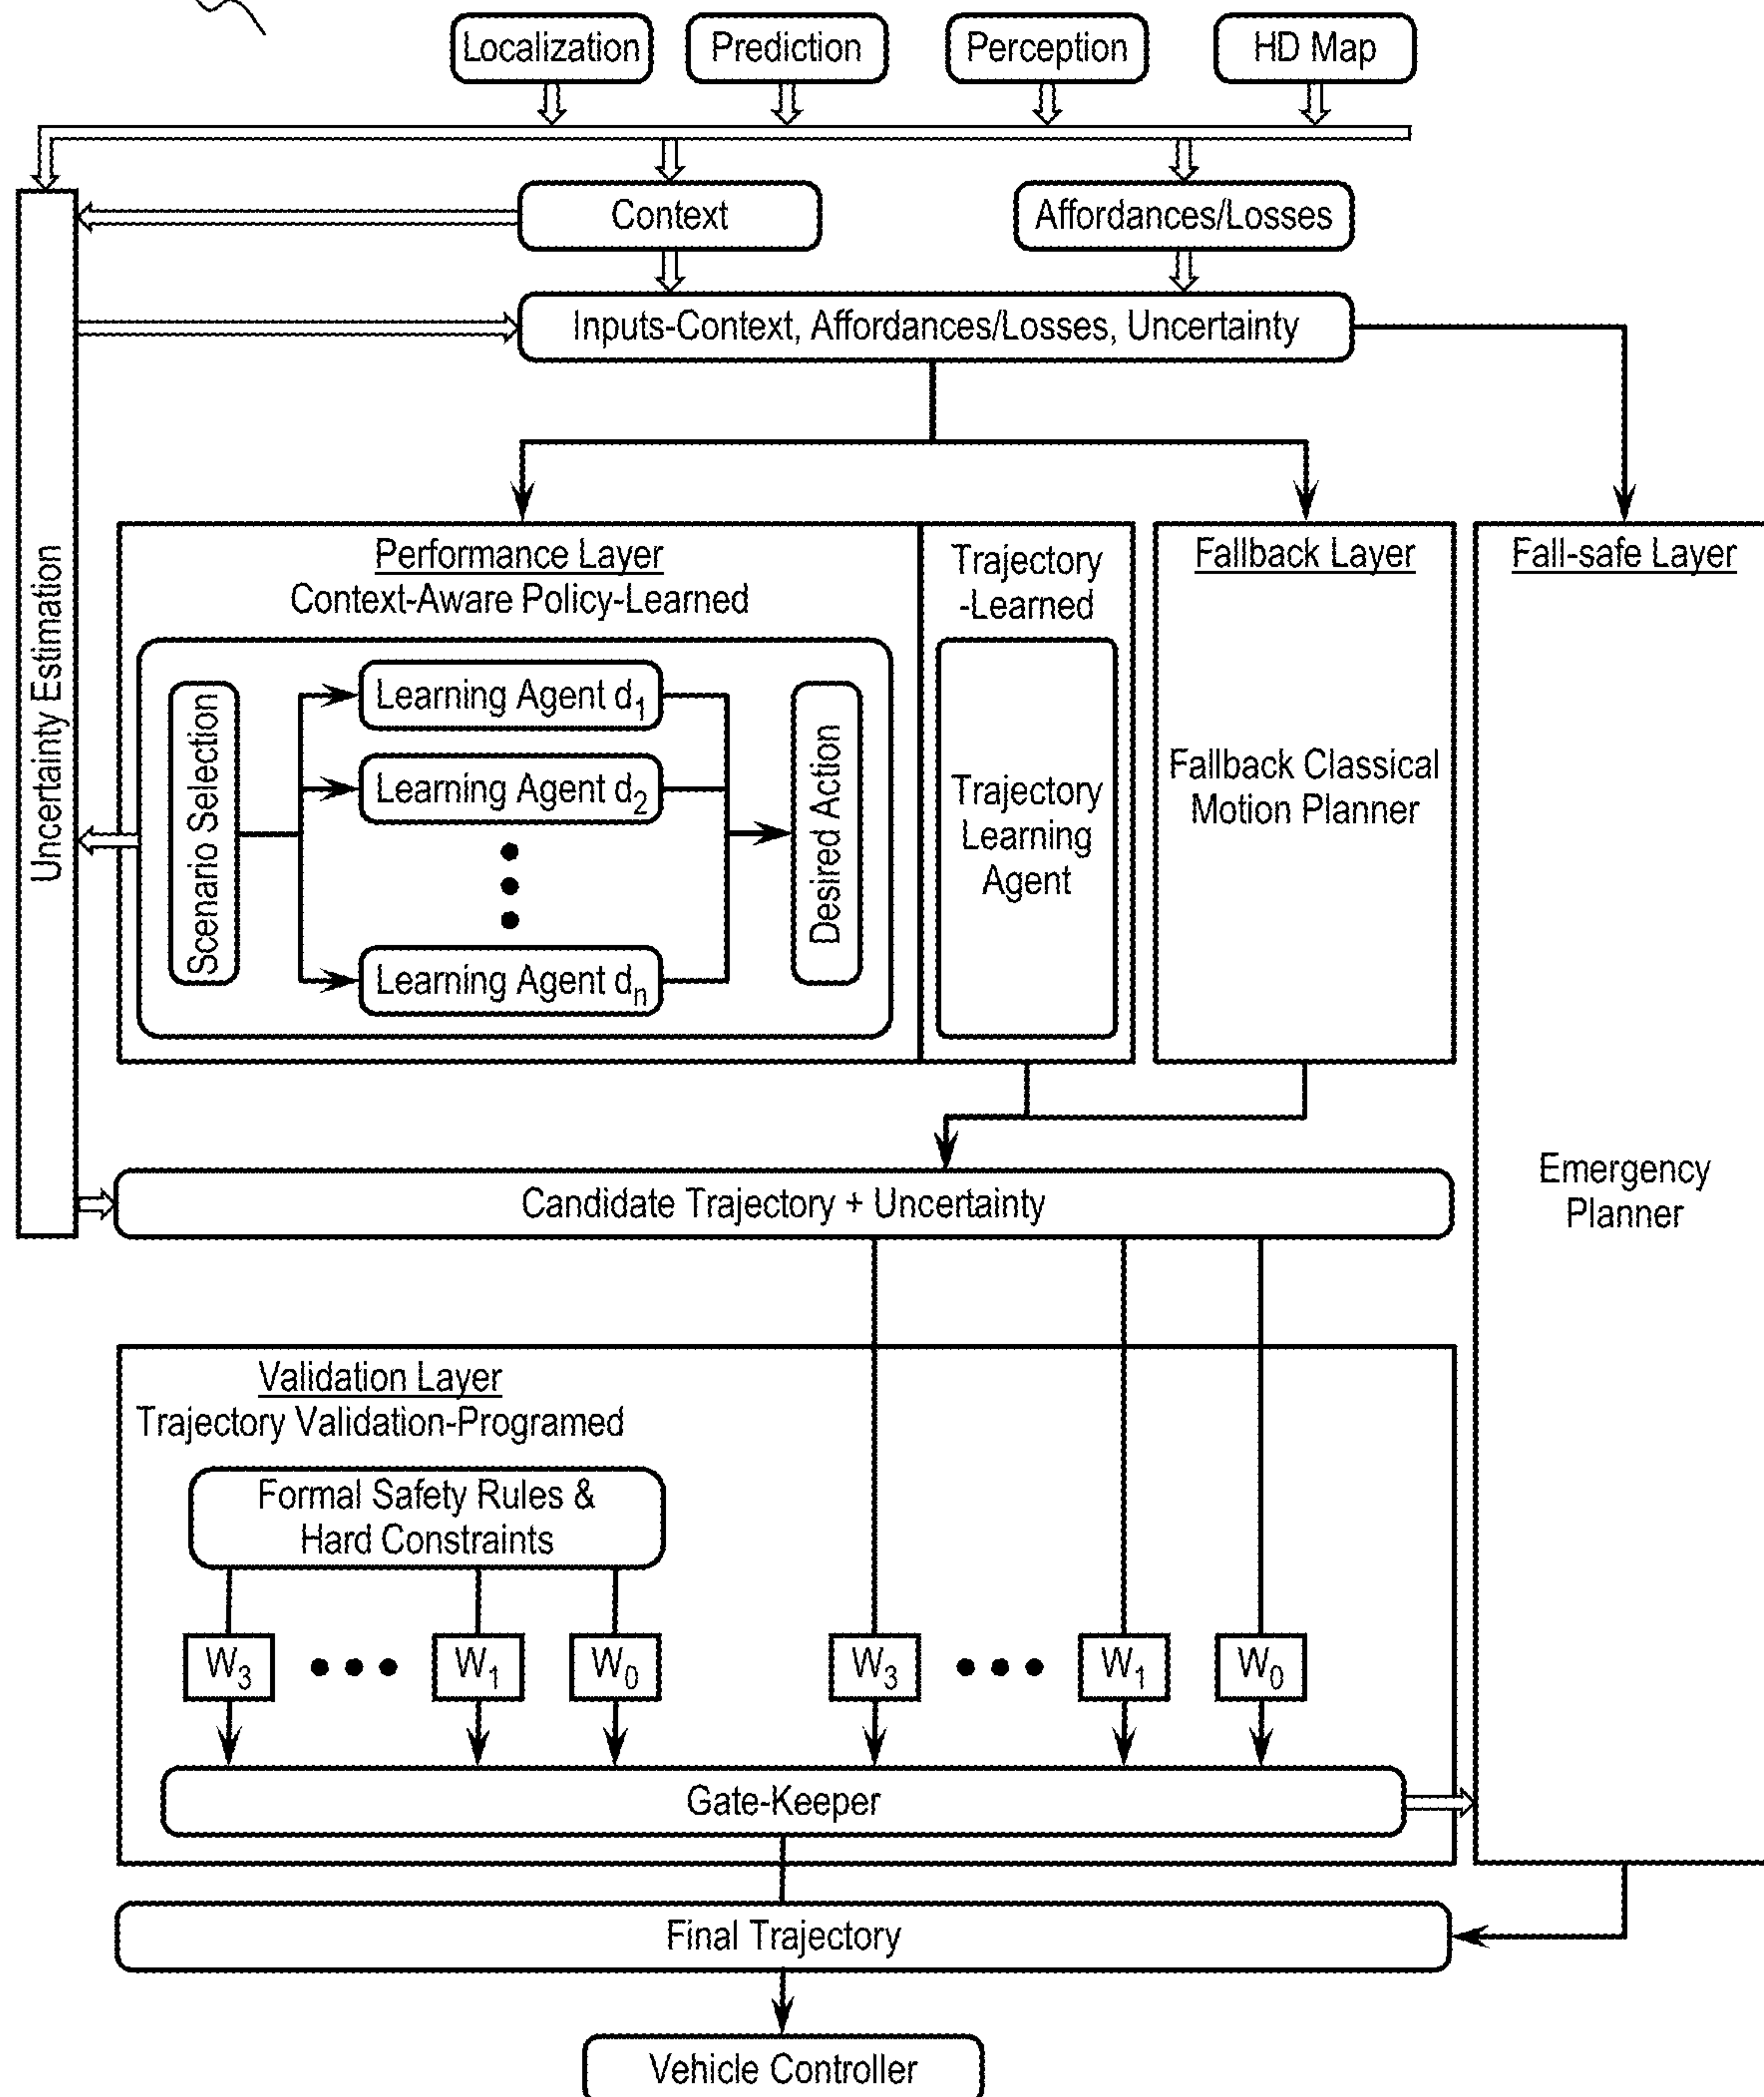 Localization
Prediction
Perception
HD Map
Context
Affordances/Losses
Inputs-Context, Affordances/Losses, Uncertainty
Uncertainty Estimation
Performance Layer
Context-Aware Policy-Learned
Scenario Selection
Learning Agent d1
Learning Agent d2
Learning Agent dn
Desired Action
Trajectory
-Learned
Trajectory
Learning
Agent
Fallback Layer
Fallback Classical
Motion Planner
Fall-safe Layer
Emergency
Planner
Candidate Trajectory + Uncertainty
Validation Layer
Trajectory Validation-Programed
Formal Safety Rules &
Hard Constraints
W3
W1
W0
W3
W1
W0
Gate-Keeper
Final Trajectory
Vehicle Controller